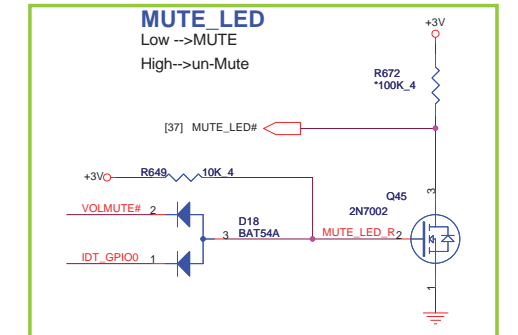 MUTE_LED
Low -->MUTE
High-->un-Mute
+3V
R672
*100K_4
[37] MUTE_LED#
+3V R649 10K_4
Q45
2N7002
3
VOLMUTE# 2
D18
3 BAT54A
MUTE_LED_R 2
IDT_GPIO0 1
1